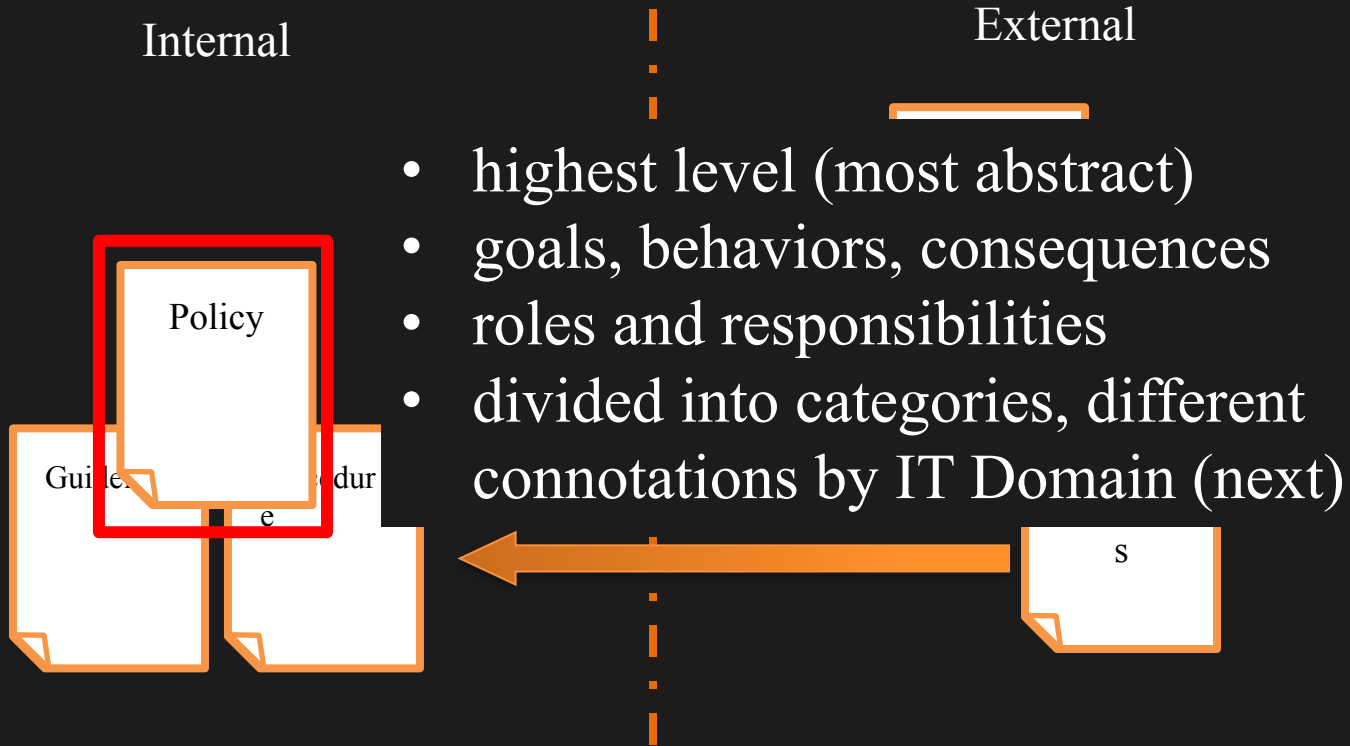 Internal
External
• highest level (most abstract)
• goals, behaviors, consequences
• roles and responsibilities
• divided into categories, different
connotations by IT Domain (next)
Policy
e
s